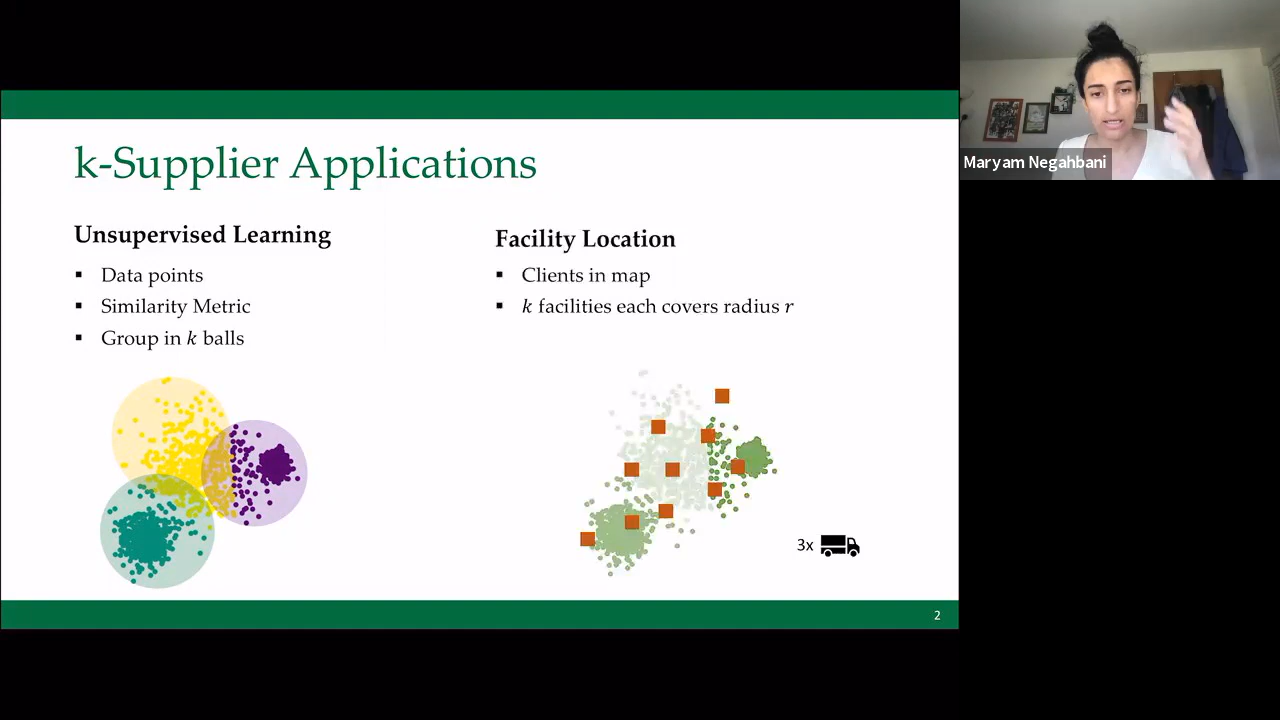 k-Supplier Applications
Unsupervised Learning
▪ Data points
▪ Similarity Metric
▪ Group in k balls
Facility Location
▪ Clients in map
▪ k facilities each covers radius r
3x
2
Maryam Negahbani